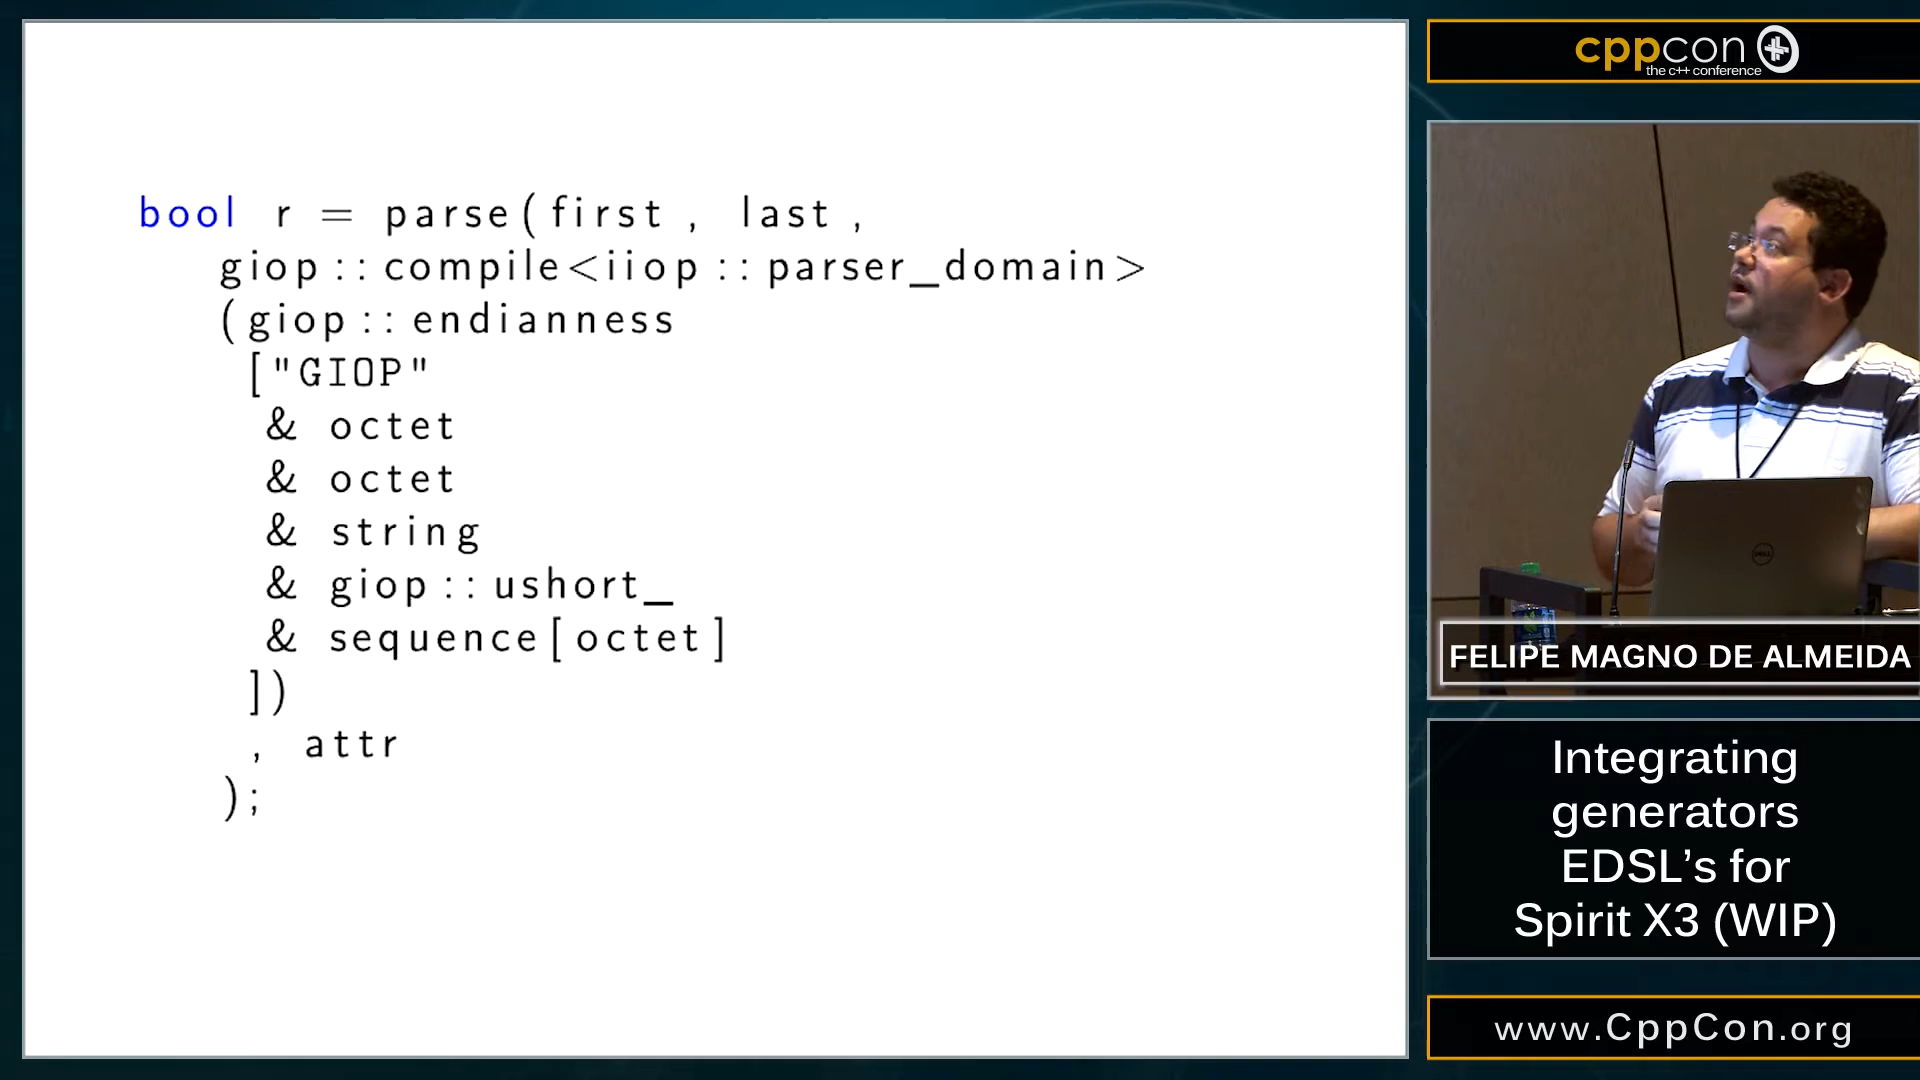 bool r = parse(first, last,
giop::compile<iiop::parser_domain>
(giop::endianness
["GIOP"
& octet
& octet
& string
& giop::ushort_
& sequence[octet]
])
, attr
);
cppcon
the c++ conference
DELL
FELIPE MAGNO DE ALMEIDA
Integrating
generators
EDSL’s for
Spirit X3 (WIP)
www.CppCon.org